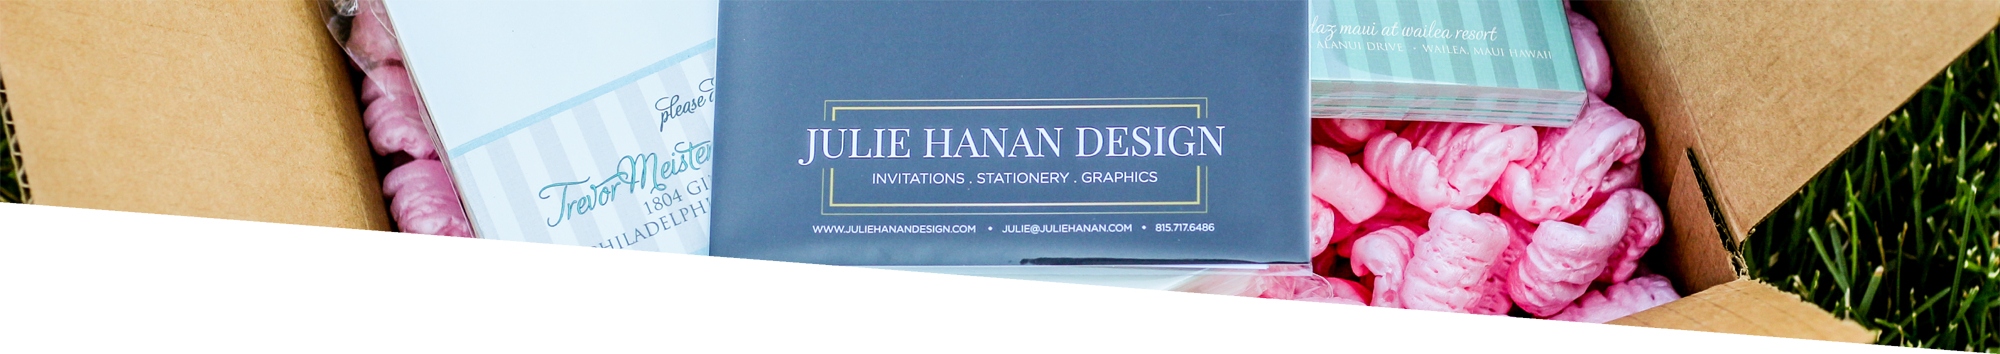 please
Trevor Meister
1804
PHILADELPHI
JULIE HANAN DESIGN
INVITATIONS . STATIONERY . GRAPHICS
WWW.JULIEHANANDESIGN.COM • JULIE@JULIEHANAN.COM • 815.717.6486
maui at wailea resort
ALANUI DRIVE • WAILEA, MAUI HAWAII